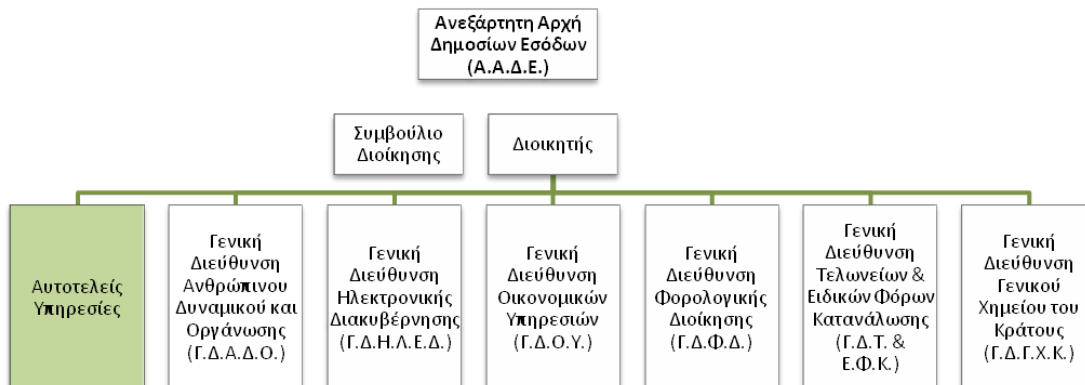 Ανεξάρτητη Αρχή
Δημοσίων Εσόδων
(Α.Α.Δ.Ε.)
Συμβούλιο
Διοίκησης
Διοικητής
Αυτοτελείς
Υπηρεσίες
Γενική
Διεύθυνση
Ανθρώπινου
Δυναμικού και
Οργάνωσης
(Γ.Δ.Α.Δ.Ο.)
Γενική
Διεύθυνση
Ηλεκτρονικής
Διακυβέρνησης
(Γ.Δ.Η.Λ.Ε.Δ.)
Γενική
Διεύθυνση
Οικονομικών
Υπηρεσιών
(Γ.Δ.Ο.Υ.)
Γενική
Διεύθυνση
Φορολογικής
Διοίκησης
(Γ.Δ.Φ.Δ.)
Γενική
Διεύθυνση
Τελωνείων &
Ειδικών Φόρων
Κατανάλωσης
(Γ.Δ.Τ. &
Ε.Φ.Κ.)
Γενική
Διεύθυνση
Γενικού
Χημείου του
Κράτους
(Γ.Δ.Γ.Χ.Κ.)